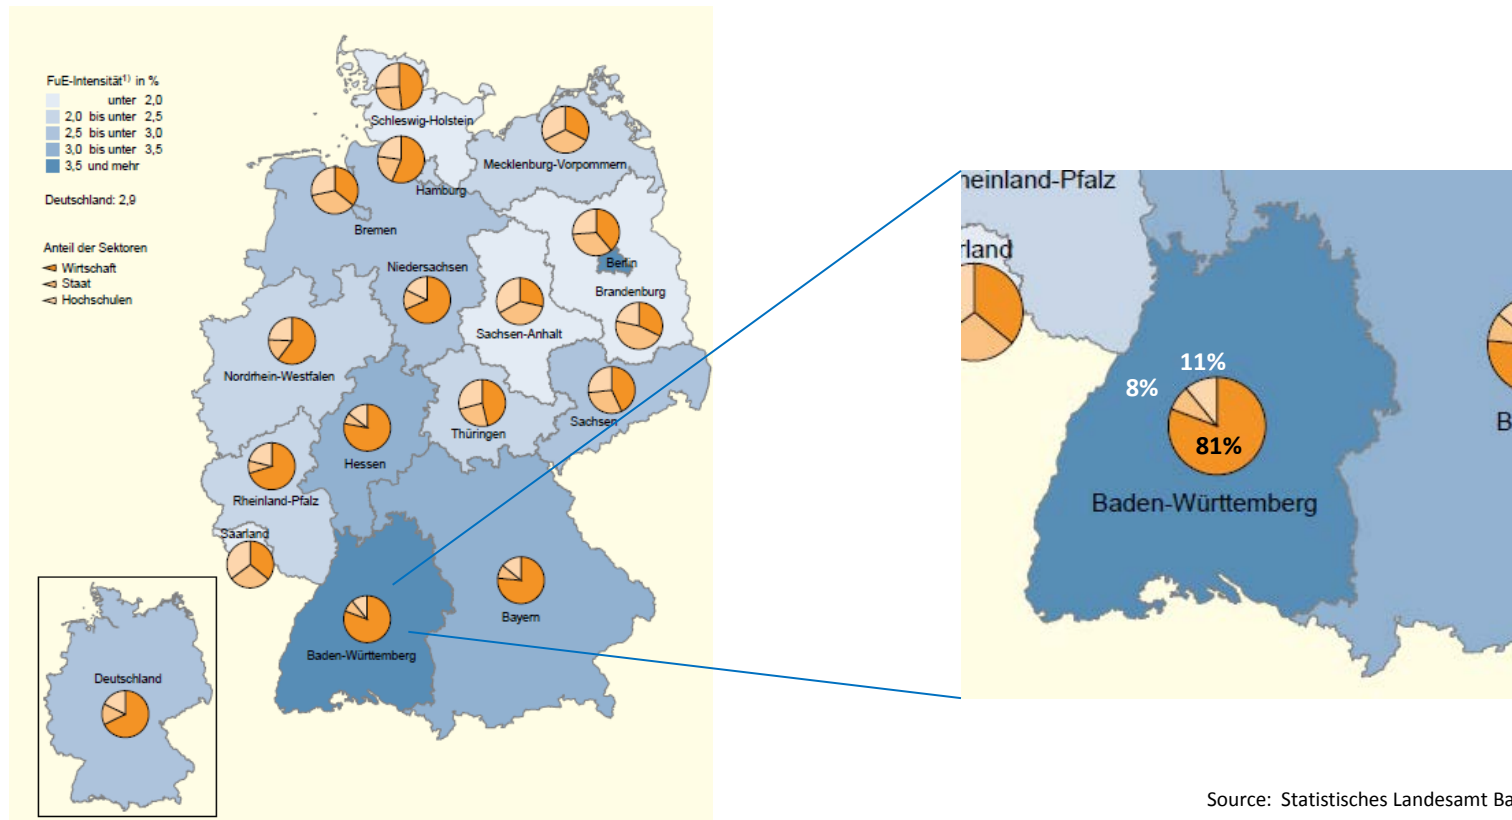 FuE-Intensität1) in %
unter 2,0
2,0 bis unter 2,5
2,5 bis unter 3,0
3,0 bis unter 3,5
3,5 und mehr
Deutschland: 2,9
Anteil der Sektoren
Wirtschaft
Staat
Hochschulen
Schleswig-Holstein
Mecklenburg-Vorpommern
Hamburg
Bremen
Berlin
Niedersachsen
Brandenburg
Sachsen-Anhalt
Nordrhein-Westfalen
Sachsen
Thüringen
Hessen
Rheinland-Pfalz
Saarland
Bayern
Baden-Württemberg
Deutschland
heinland-Pfalz
rland
11%
8%
81%
B
Baden-Württemberg
Source: Statistisches Landesamt Ba